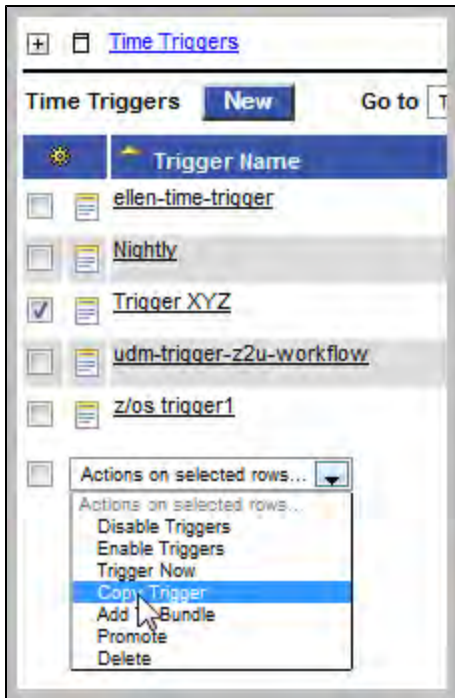 Time Triggers
Time Triggers New Go to
Trigger Name
ellen-time-trigger
Nightly
Trigger XYZ
udm-trigger-z2u-workflow
z/os trigger1
Actions on selected rows...
Actions on selected rows...
Disable Triggers
Enable Triggers
Trigger Now
Copy Trigger
Add Bundle
Promote
Delete